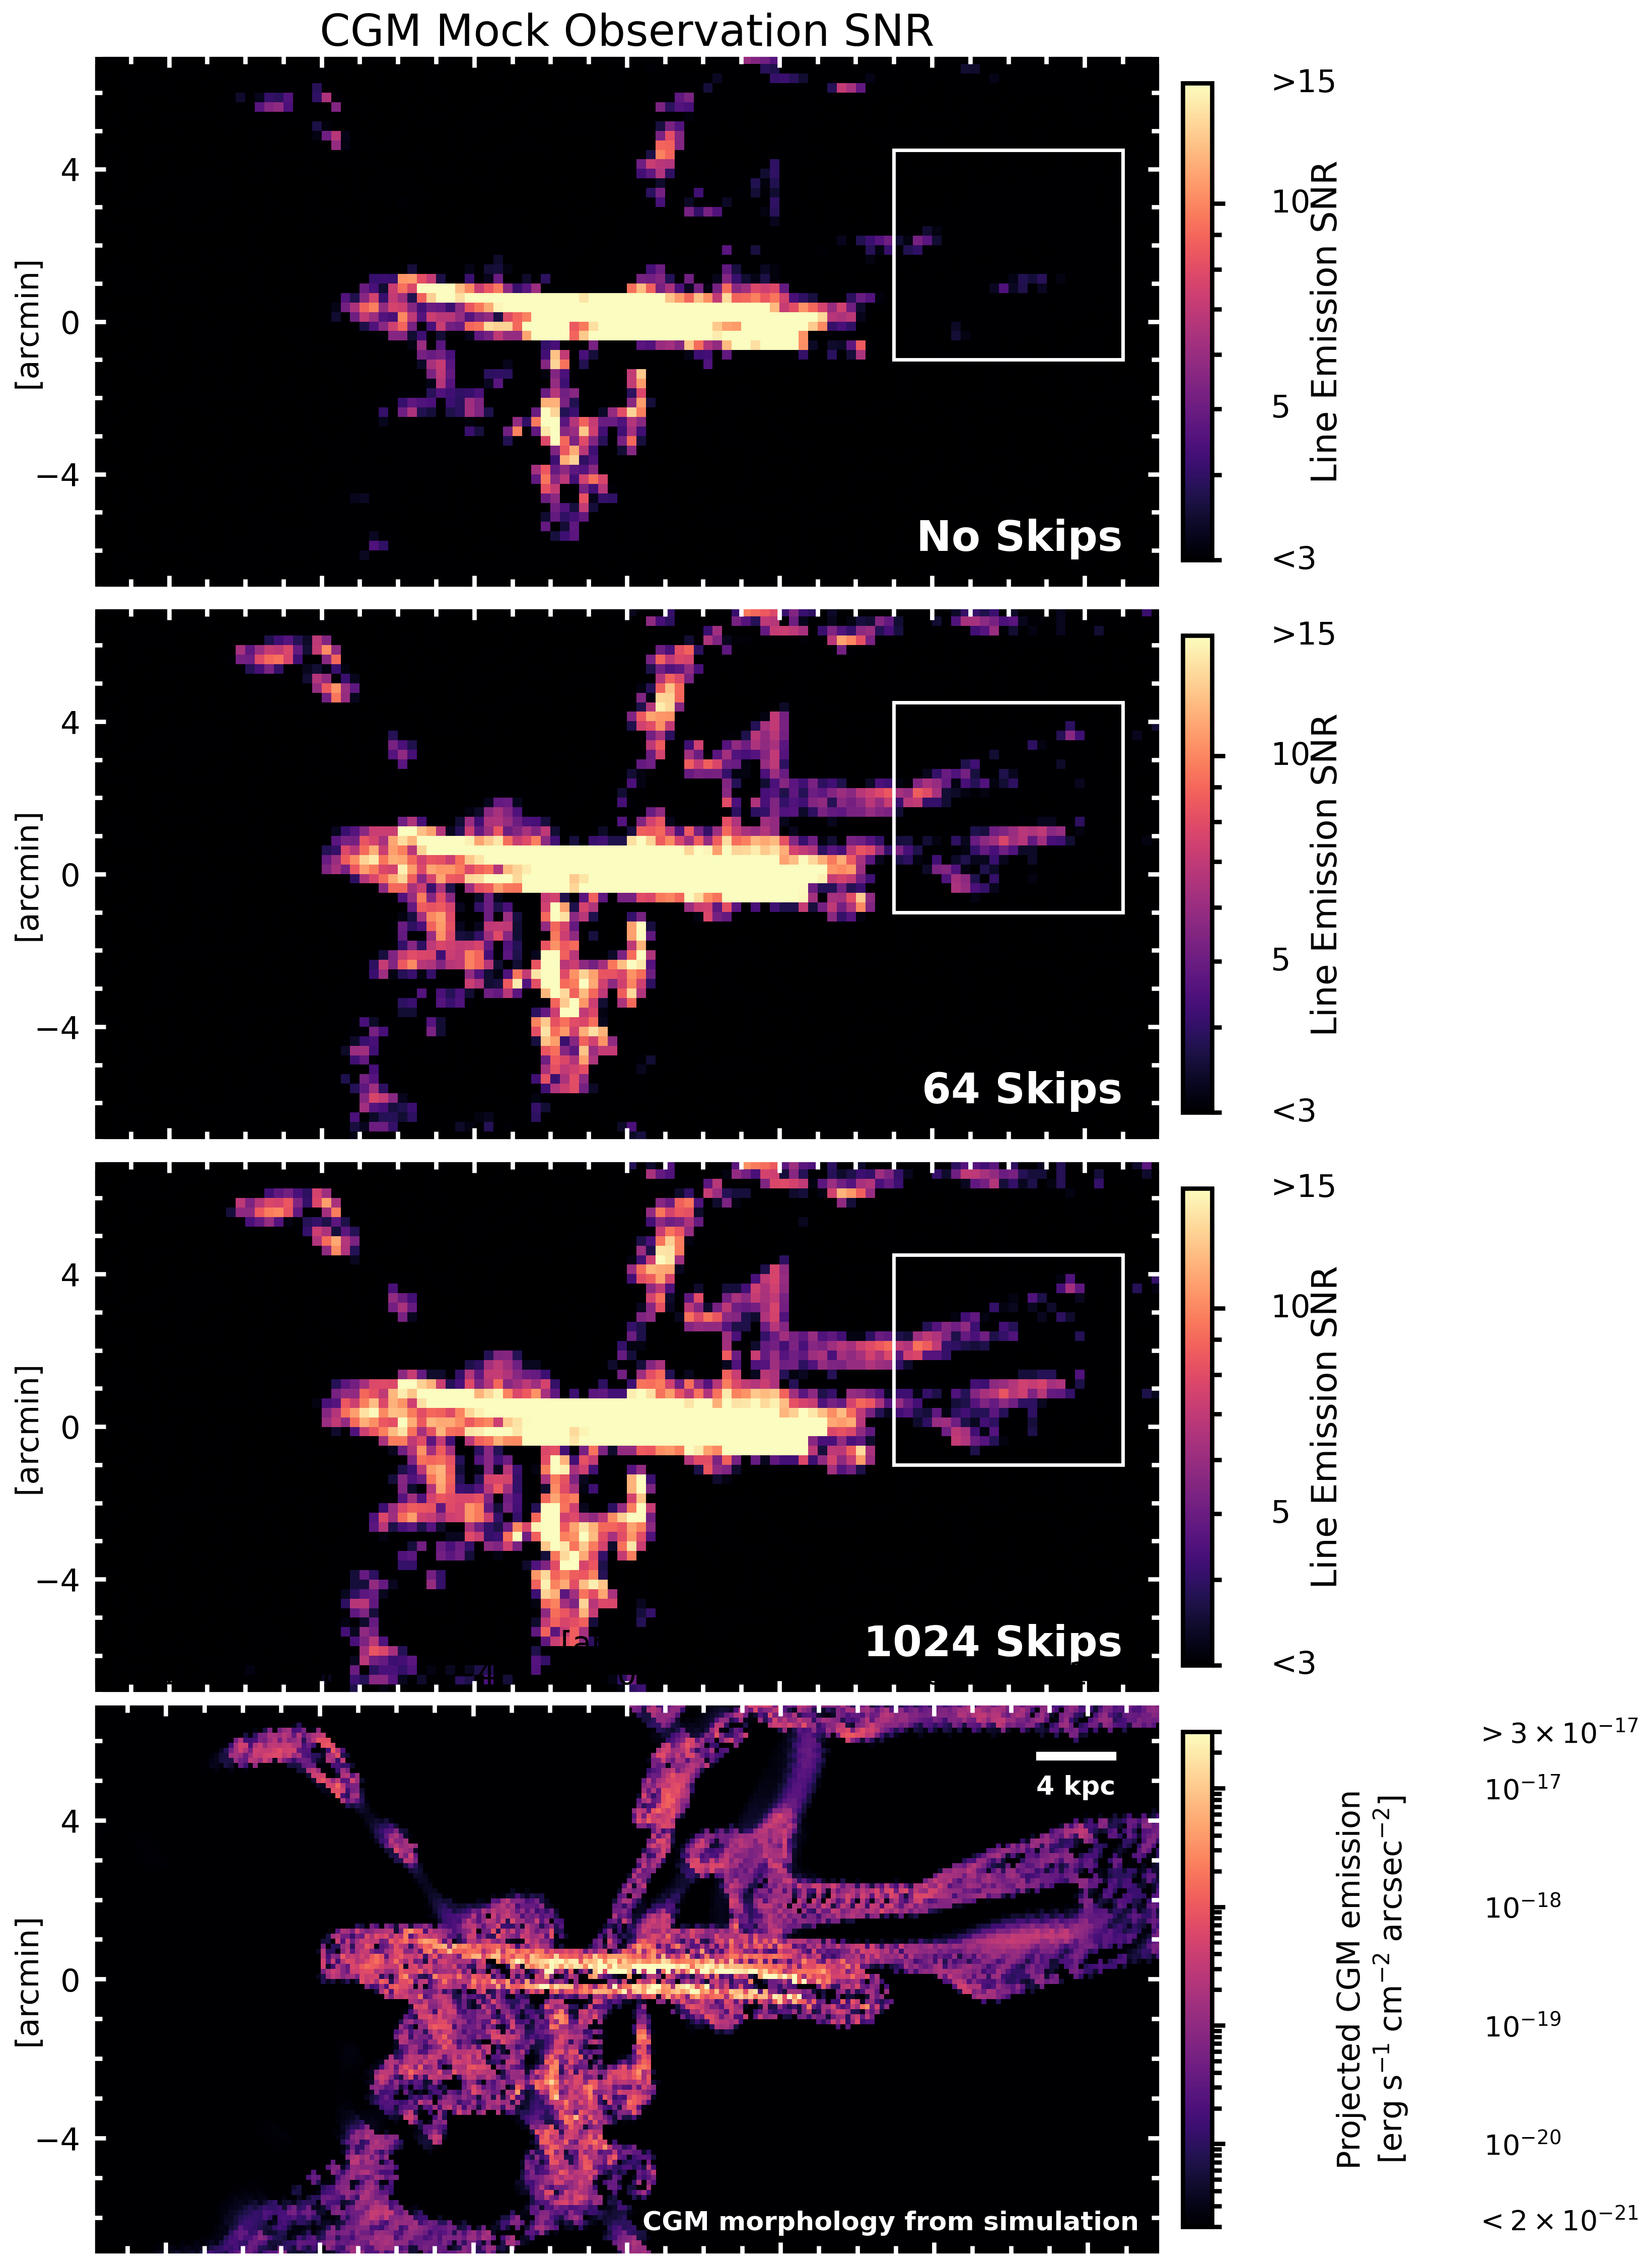 CGM Mock Observation SNR
4
0
−4
[arcmin]
No Skips
>15
10
5
<3
Line Emission SNR
4
0
−4
[arcmin]
64 Skips
>15
10
5
<3
Line Emission SNR
4
0
−4
[arcmin]
1024 Skips
>15
10
5
<3
Line Emission SNR
4
0
−4
[arcmin]
4 kpc
CGM morphology from simulation
> 3 × 10⁻¹⁷
10⁻¹⁷
10⁻¹⁸
10⁻¹⁹
10⁻²⁰
< 2 × 10⁻²¹
Projected CGM emission
[erg s⁻¹ cm⁻² arcsec⁻²]